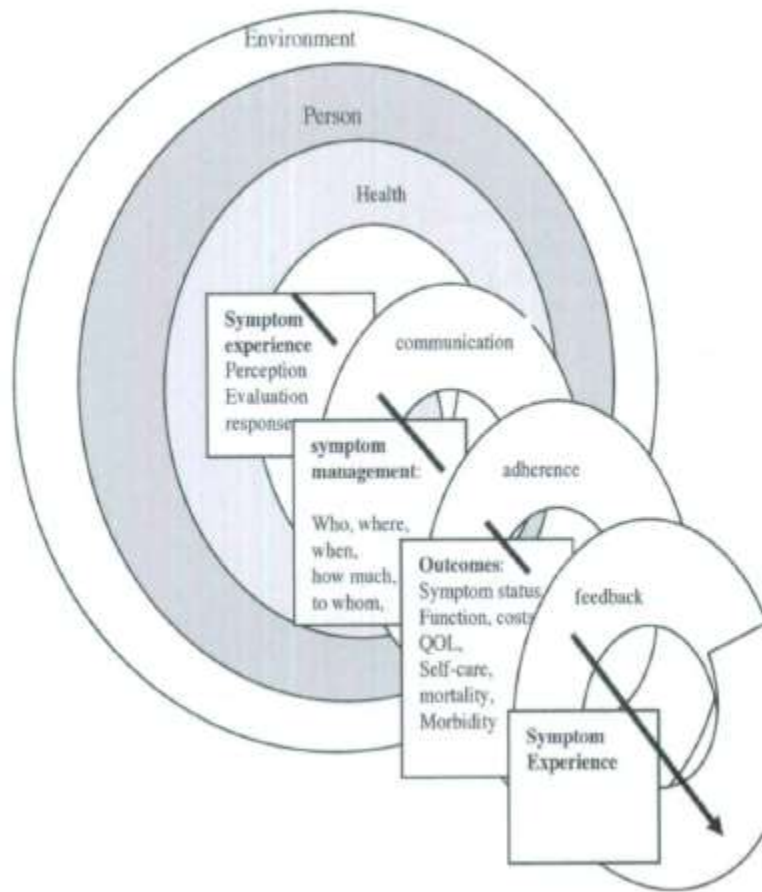 Environment
Person
Health
Symptom
experience
Perception
Evaluation
response
communication
symptom
management:
Who, where,
when,
how much,
to whom,
adherence
Outcomes:
Symptom status,
Function, costs
QOL,
Self-care,
mortality,
Morbidity
feedback
Symptom
Experience